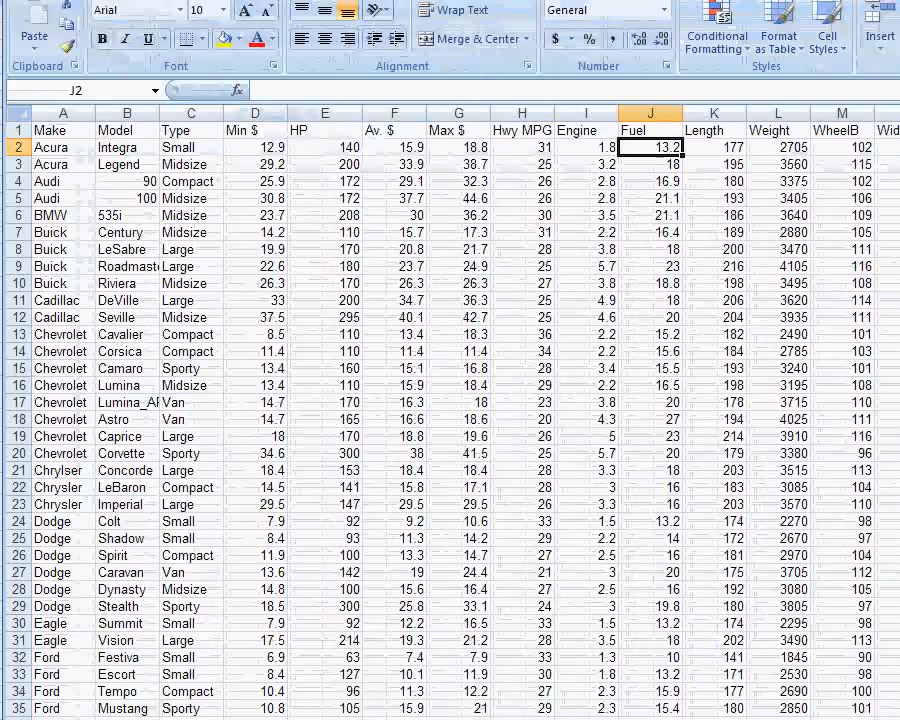 Arial 10 A A Wrap Text General
Paste B I U A Merge & Center $ % , Conditional Formatting Format as Table Cell Styles Insert
Clipboard Font Alignment Number Styles
J2 fx
A B C D E F G H I J K L M
1 Make Model Type Min $ HP Av. $ Max $ Hwy MPG Engine Fuel Length Weight WheelB Wid
2 Acura Integra Small 12.9 140 15.9 18.8 31 1.8 13.2 177 2705 102
3 Acura Legend Midsize 29.2 200 33.9 38.7 25 3.2 18 195 3560 115
4 Audi 90 Compact 25.9 172 29.1 32.3 26 2.8 16.9 180 3375 102
5 Audi 100 Midsize 30.8 172 37.7 44.6 26 2.8 21.1 193 3405 106
6 BMW 535i Midsize 23.7 208 30 36.2 30 3.5 21.1 186 3640 109
7 Buick Century Midsize 14.2 110 15.7 17.3 31 2.2 16.4 189 2880 105
8 Buick LeSabre Large 19.9 170 20.8 21.7 28 3.8 18 200 3470 111
9 Buick Roadmast Large 22.6 180 23.7 24.9 25 5.7 23 216 4105 116
10 Buick Riviera Midsize 26.3 170 26.3 26.3 27 3.8 18.8 198 3495 108
11 Cadillac DeVille Large 33 200 34.7 36.3 25 4.9 18 206 3620 114
12 Cadillac Seville Midsize 37.5 295 40.1 42.7 25 4.6 20 204 3935 111
13 Chevrolet Cavalier Compact 8.5 110 13.4 18.3 36 2.2 15.2 182 2490 101
14 Chevrolet Corsica Compact 11.4 110 11.4 11.4 34 2.2 15.6 184 2785 103
15 Chevrolet Camaro Sporty 13.4 160 15.1 16.8 28 3.4 15.5 193 3240 101
16 Chevrolet Lumina Midsize 13.4 110 15.9 18.4 29 2.2 16.5 198 3195 108
17 Chevrolet Lumina_AP Van 14.7 170 16.3 18 23 3.8 20 178 3715 110
18 Chevrolet Astro Van 14.7 165 16.6 18.6 20 4.3 27 194 4025 111
19 Chevrolet Caprice Large 18 170 18.8 19.6 26 5 23 214 3910 116
20 Chevrolet Corvette Sporty 34.6 300 38 41.5 25 5.7 20 179 3380 96
21 Chrylser Concorde Large 18.4 153 18.4 18.4 28 3.3 18 203 3515 113
22 Chrysler LeBaron Compact 14.5 141 15.8 17.1 28 3 16 184 3085 104
23 Chrysler Imperial Large 29.5 147 29.5 29.5 26 3.3 16 203 3570 110
24 Dodge Colt Small 7.9 92 9.2 10.6 33 1.5 13.2 174 2270 98
25 Dodge Shadow Small 8.4 93 11.3 14.2 29 2.2 14 172 2670 97
26 Dodge Spirit Compact 11.9 100 13.3 14.7 27 2.5 16 181 2970 104
27 Dodge Caravan Van 13.6 142 19 24.4 21 3 20 175 3705 112
28 Dodge Dynasty Midsize 14.8 100 15.6 16.4 27 2.5 16 192 3080 105
29 Dodge Stealth Sporty 18.5 300 25.8 33.1 24 3 19.8 180 3805 97
30 Eagle Summit Small 7.9 92 12.2 16.5 33 1.5 13.2 174 2295 98
31 Eagle Vision Large 17.5 214 19.3 21.2 28 3.5 18 202 3490 113
32 Ford Festiva Small 6.9 63 7.4 7.9 33 1.3 10 141 1845 90
33 Ford Escort Small 8.4 127 10.1 11.9 30 1.8 13.2 171 2530 98
34 Ford Tempo Compact 10.4 96 11.3 12.2 27 2.3 15.9 177 2690 100
35 Ford Mustang Sporty 10.8 105 15.9 21 29 2.3 15.4 180 2850 101